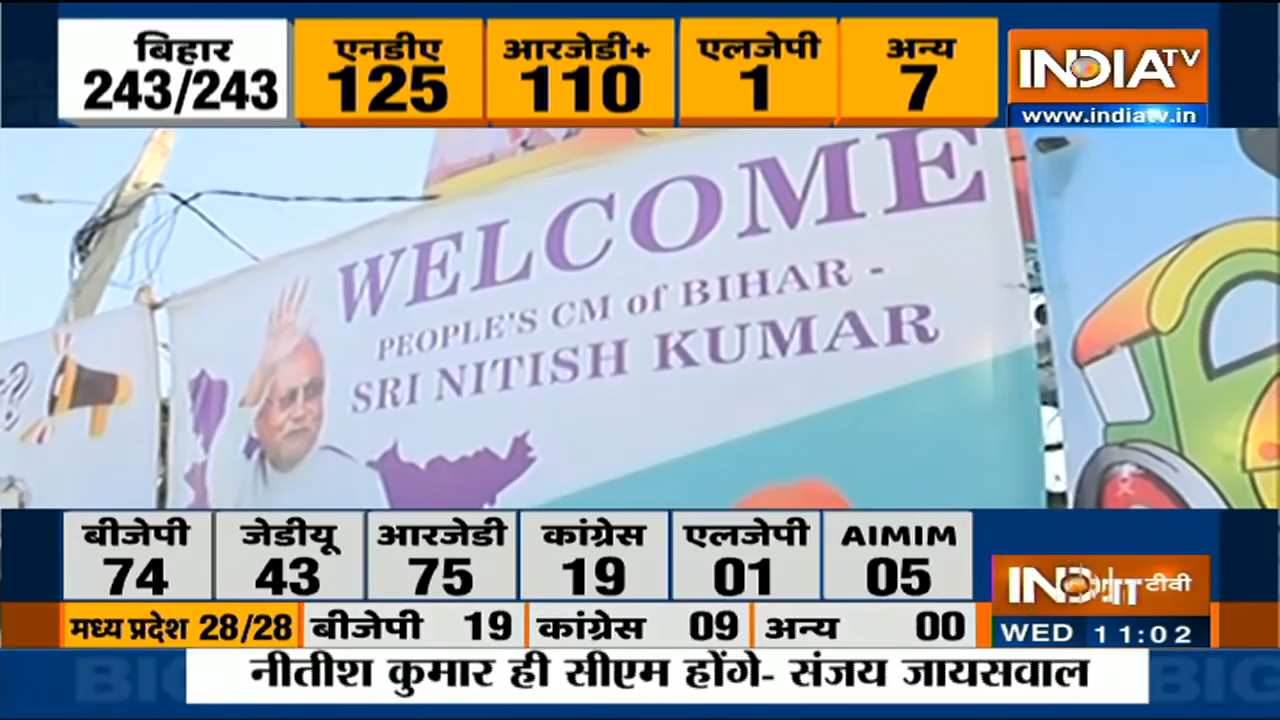 बिहार
243/243
एनडीए
125
आरजेडी+
110
एलजेपी
1
अन्य
7
INDIA TV
www.indiatv.in
WELCOME
PEOPLE'S CM of BIHAR -
SRI NITISH KUMAR
बीजेपी
74
जेडीयू
43
आरजेडी
75
कांग्रेस
19
एलजेपी
01
AIMIM
05
मध्य प्रदेश 28/28 बीजेपी 19 कांग्रेस 09 अन्य 00
टीवी
WED 11:02
नीतीश कुमार ही सीएम होंगे- संजय जायसवाल
BIG
BIG